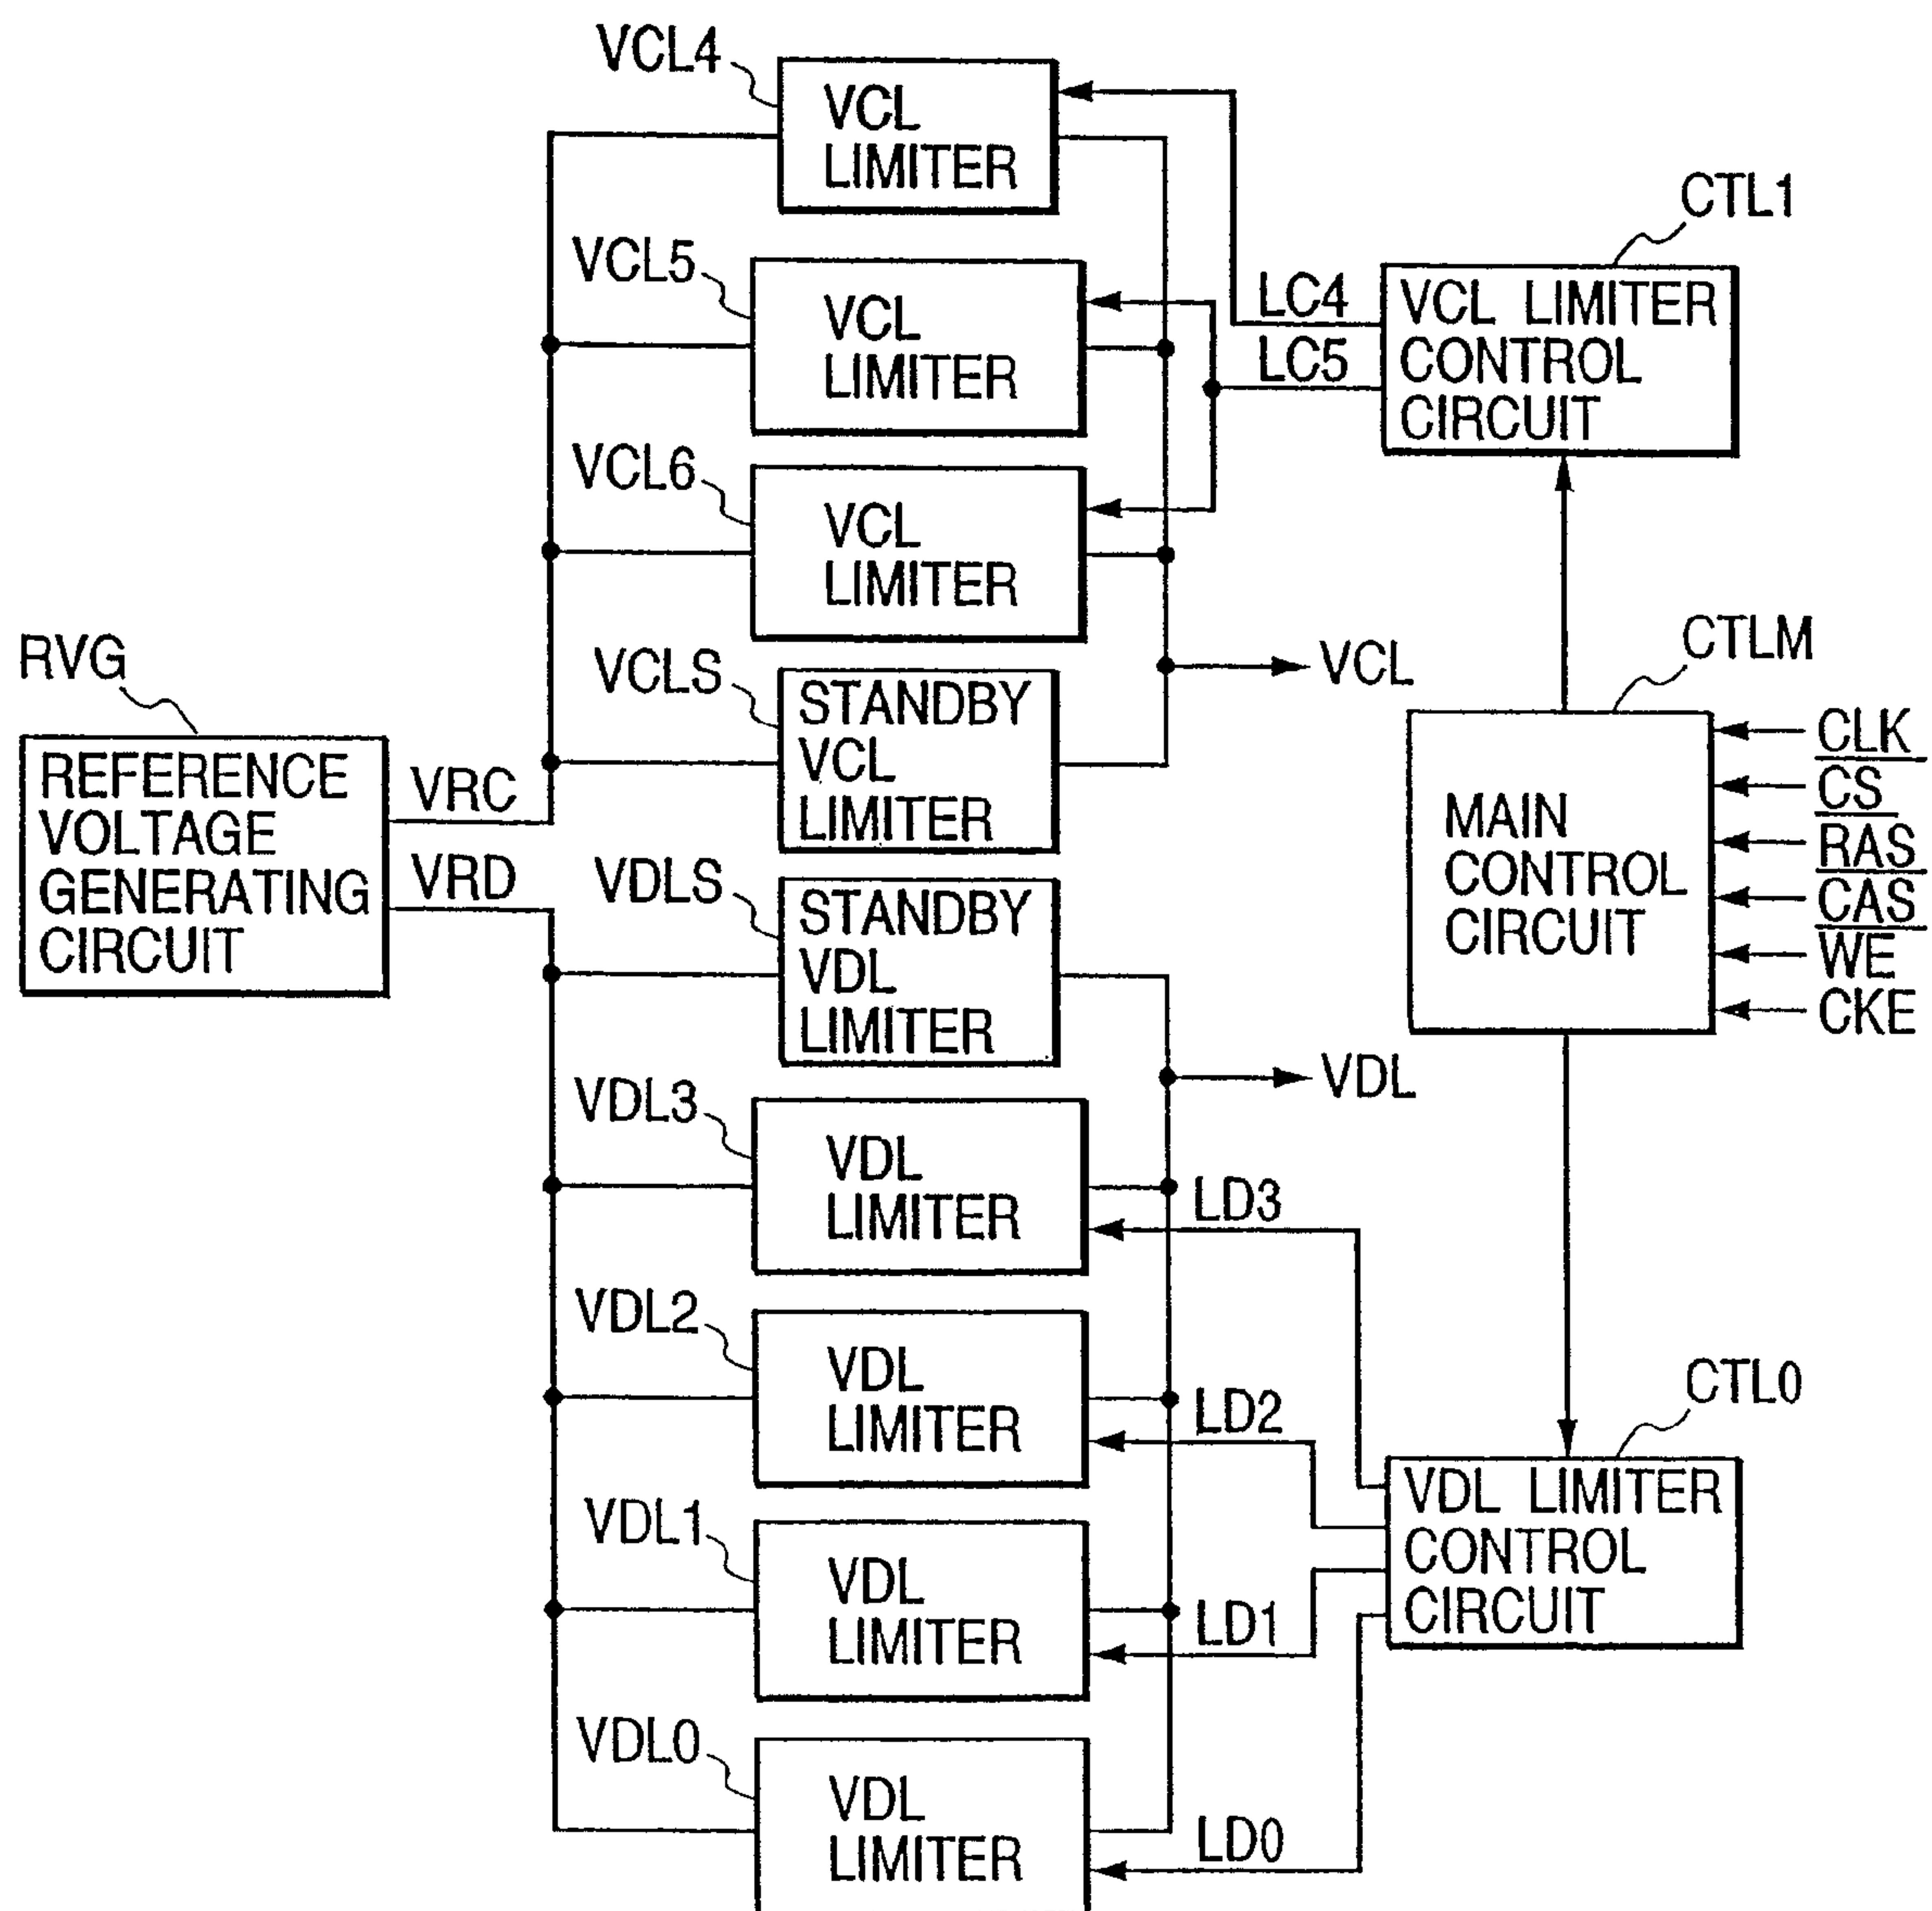 VCL4
VCL
LIMITER
CTL1
VCL5
VCL
LIMITER
LC4
LC5
VCL LIMITER
CONTROL
CIRCUIT
VCL6
VCL
LIMITER
RVG
VCLS
STANDBY
VCL
LIMITER
VCL
CTLM
REFERENCE
VOLTAGE
GENERATING
CIRCUIT
VRC
VRD
MAIN
CONTROL
CIRCUIT
CLK
CS
RAS
CAS
WE
CKE
VDLS
STANDBY
VDL
LIMITER
VDL
VDL3
VDL
LIMITER
LD3
VDL2
VDL
LIMITER
LD2
CTL0
VDL LIMITER
CONTROL
CIRCUIT
VDL1
VDL
LIMITER
LD1
VDL0
VDL
LIMITER
LD0